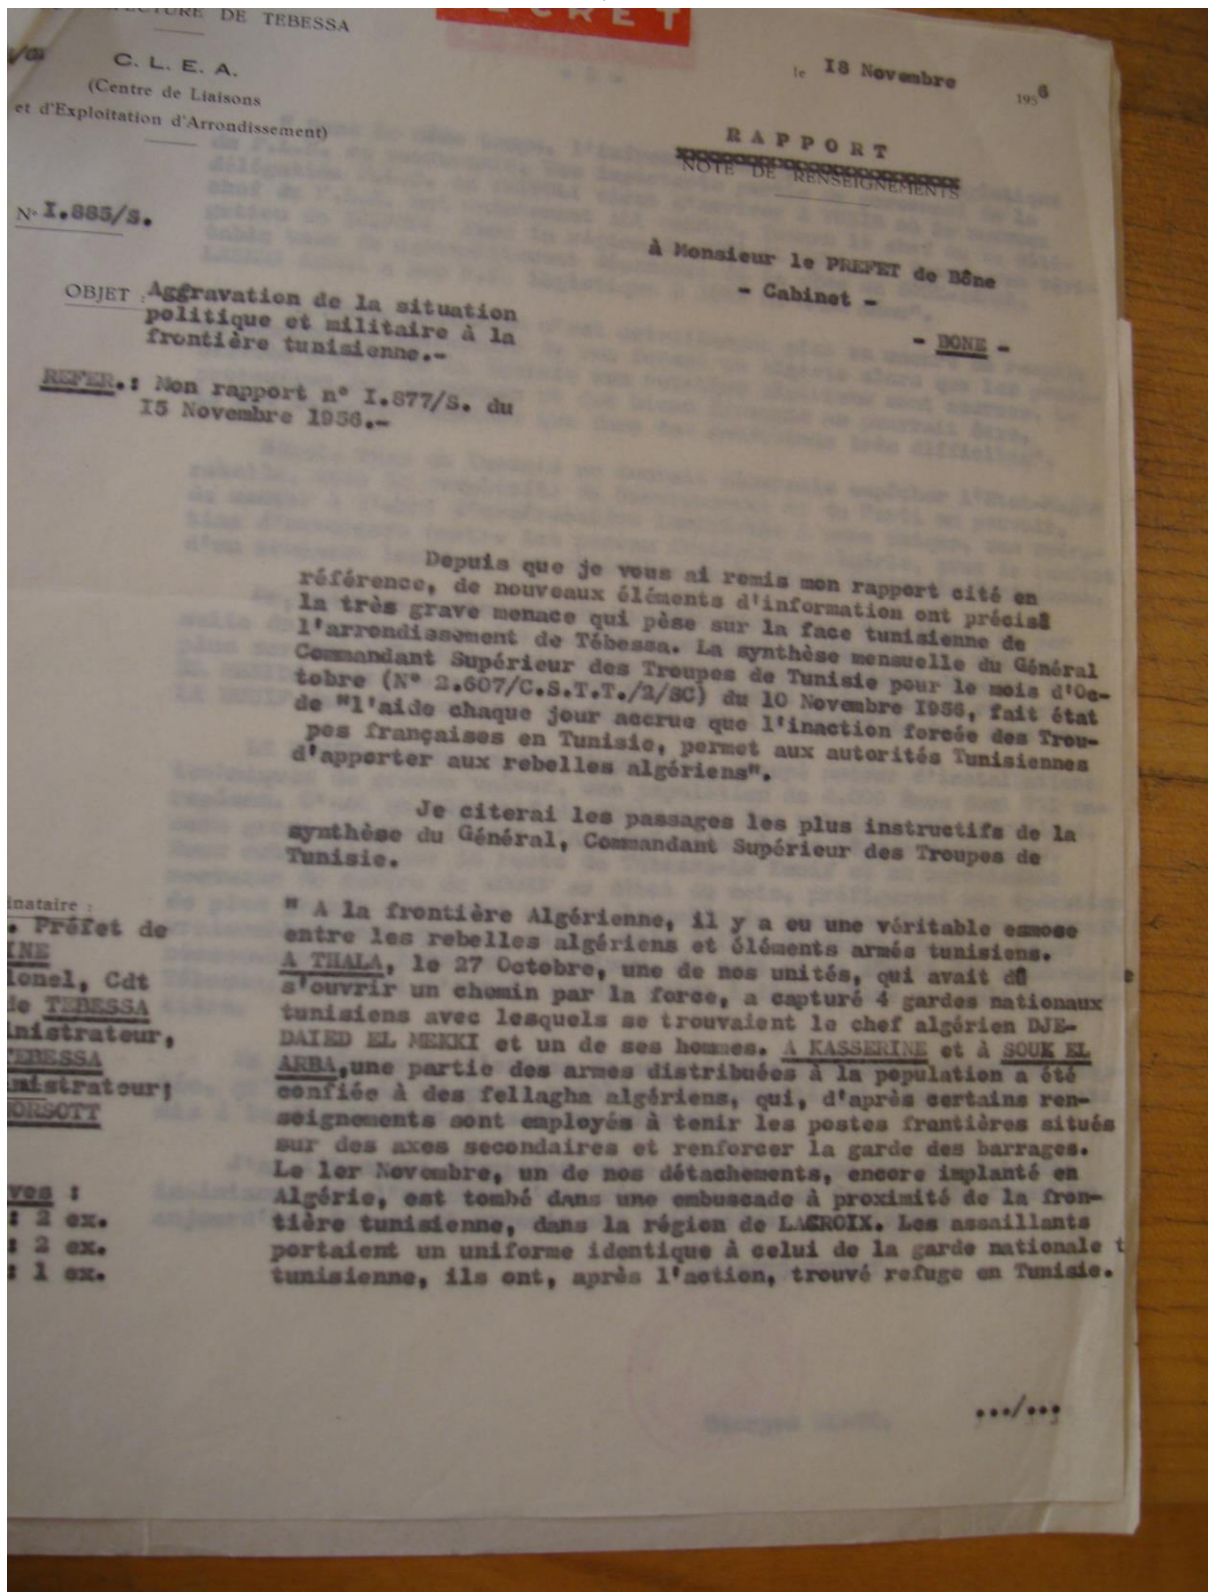 ECTURE DE TEBESSA
CRET
C. L. E. A.
(Centre de Liaisons
et d'Exploitation d'Arrondissement)
le 18 Novembre 1956
RAPPORT
NOTE DE RENSEIGNEMENTS
N° I.885/S.
à Monsieur le PREFET de Bône
- Cabinet -
- BONE -
OBJET : Aggravation de la situation
politique et militaire à la
frontière tunisienne.-
REFER.: Mon rapport n° I.877/S. du
I5 Novembre 1956.-
Depuis que je vous ai remis mon rapport cité en
référence, de nouveaux éléments d'information ont précisé
la très grave menace qui pèse sur la face tunisienne de
l'arrondissement de Tébessa. La synthèse mensuelle du Général
Commandant Supérieur des Troupes de Tunisie pour le mois d'Oc-
tobre (N° 2.607/C.S.T.T./2/SC) du 10 Novembre I956, fait état
de "l'aide chaque jour accrue que l'inaction forcée des Trou-
pes françaises en Tunisie, permet aux autorités Tunisiennes
d'apporter aux rebelles algériens".
Je citerai les passages les plus instructifs de la
synthèse du Général, Commandant Supérieur des Troupes de
Tunisie.
" A la frontière Algérienne, il y a eu une véritable osmose
entre les rebelles algériens et éléments armés tunisiens.
A THALA, le 27 Octobre, une de nos unités, qui avait dû
s'ouvrir un chemin par la force, a capturé 4 gardes nationaux
tunisiens avec lesquels se trouvaient le chef algérien DJE-
DAIED EL MEKKI et un de ses hommes. A KASSERINE et à SOUK EL
ARBA,une partie des armes distribuées à la population a été
confiée à des fellagha algériens, qui, d'après certains ren-
seignements sont employés à tenir les postes frontières situés
sur des axes secondaires et renforcer la garde des barrages.
Le 1er Novembre, un de nos détachements, encore implanté en
Algérie, est tombé dans une embuscade à proximité de la fron-
tière tunisienne, dans la région de LACROIX. Les assaillants
portaient un uniforme identique à celui de la garde nationale t
tunisienne, ils ont, après l'action, trouvé refuge en Tunisie.
inataire :
. Préfet de
INE
lonel, Cdt
de TEBESSA
inistrateur,
TEBESSA
mistrateur;
MORSOTT
ves :
: 2 ex.
: 2 ex.
: 1 ex.
.../...